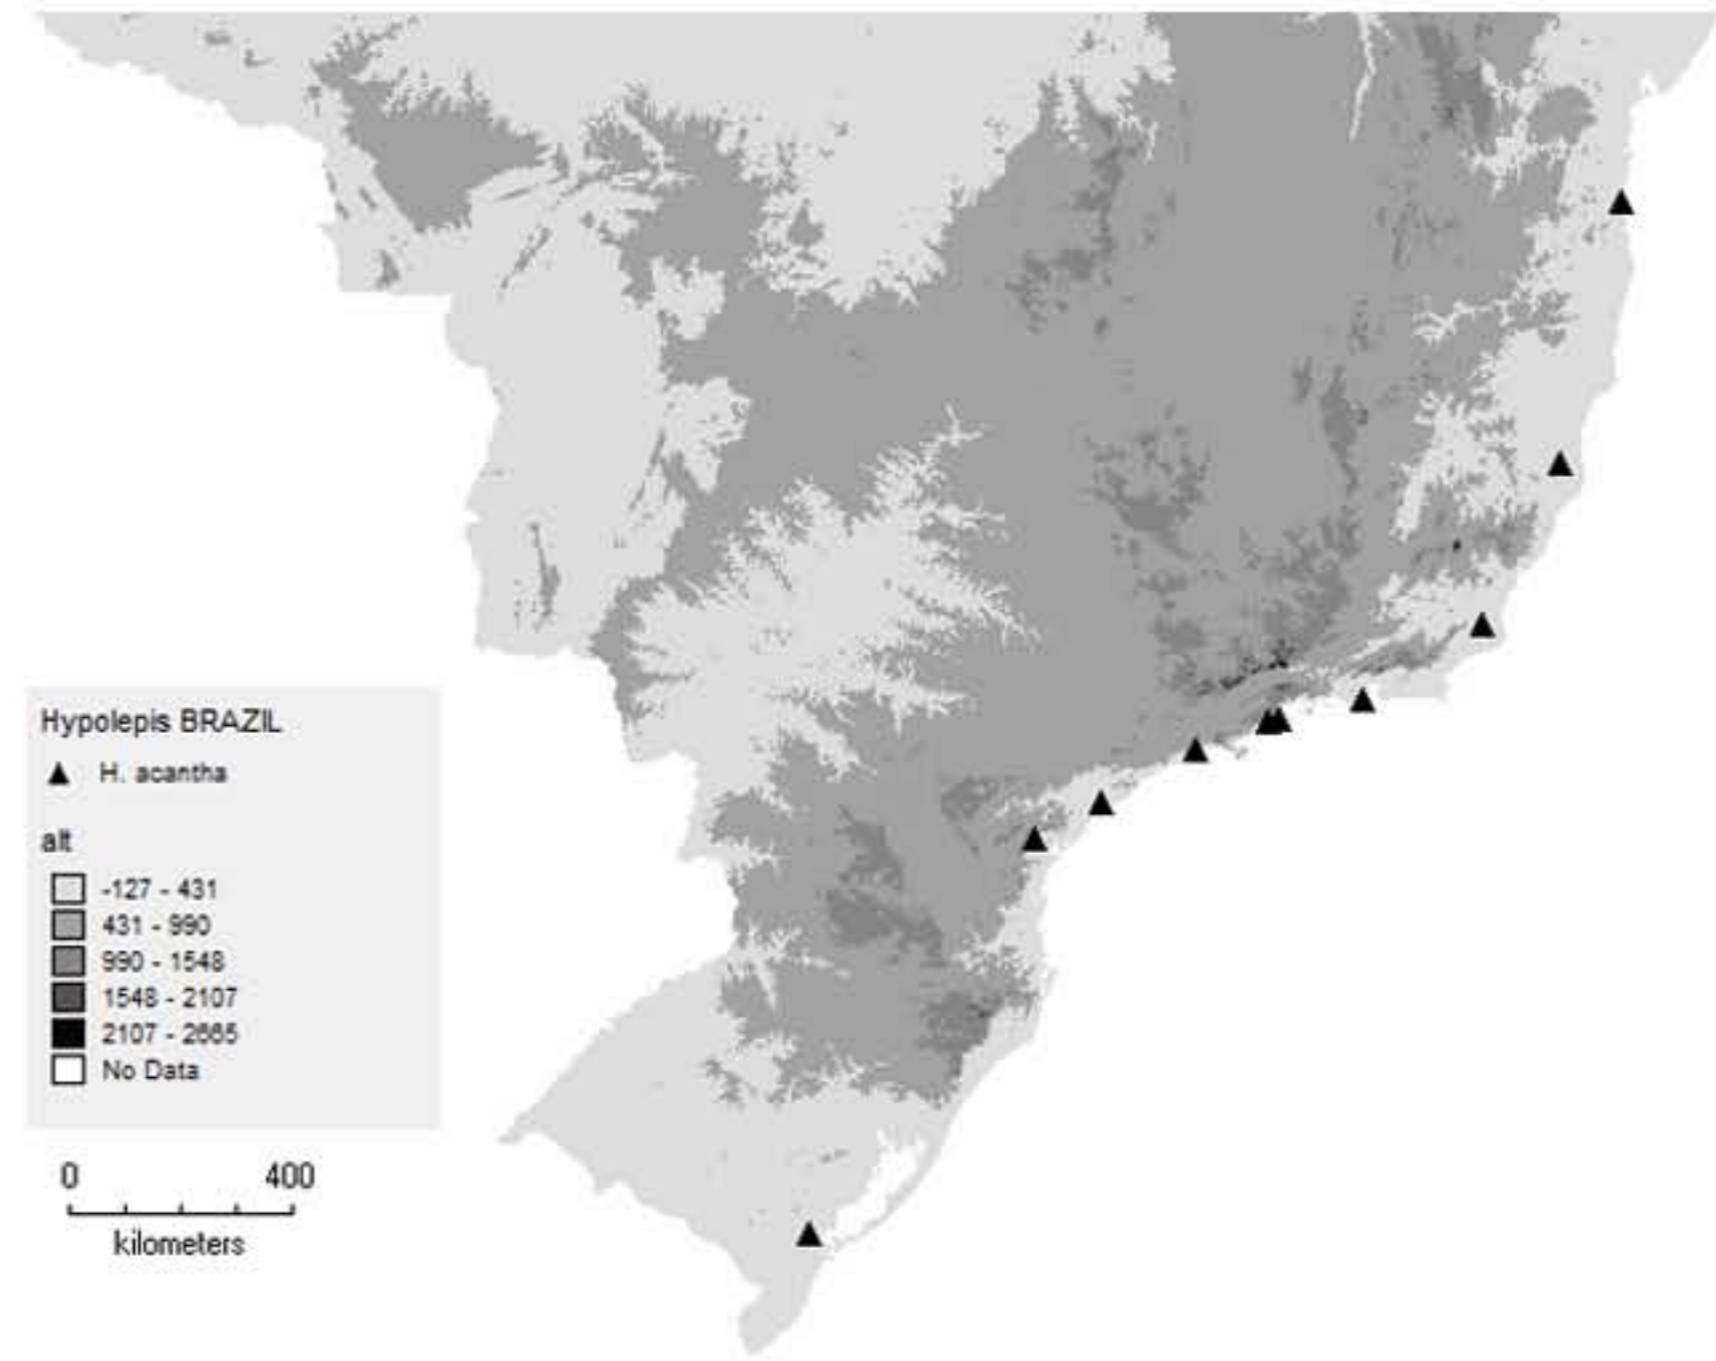 Hypolepis BRAZIL
H. acantha
alt
-127 - 431
431 - 990
990 - 1548
1548 - 2107
2107 - 2665
No Data
0 400
kilometers